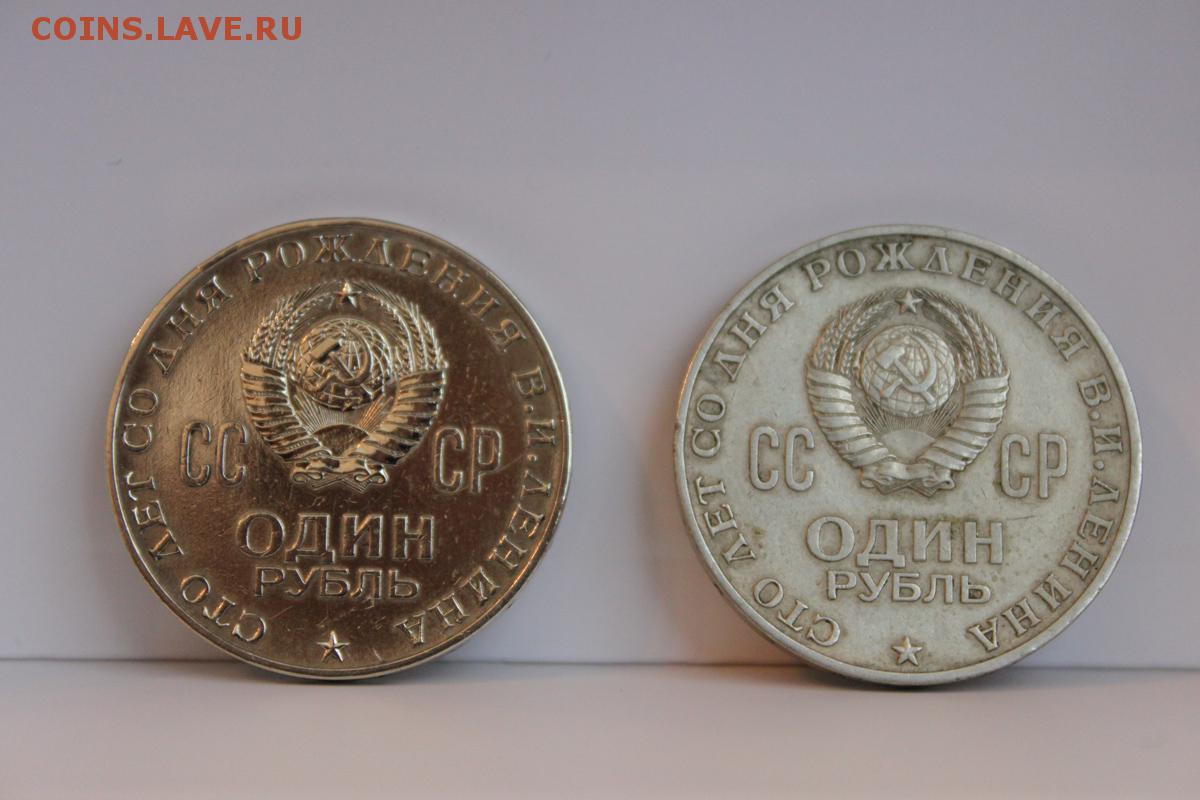 COINS.LAVE.RU
СТО ЛЕТ СО ДНЯ РОЖДЕНИЯ В.И.ЛЕНИНА
СС СР
ОДИН
РУБЛЬ
СТО ЛЕТ СО ДНЯ РОЖДЕНИЯ В.И.ЛЕНИНА
СС СР
ОДИН
РУБЛЬ